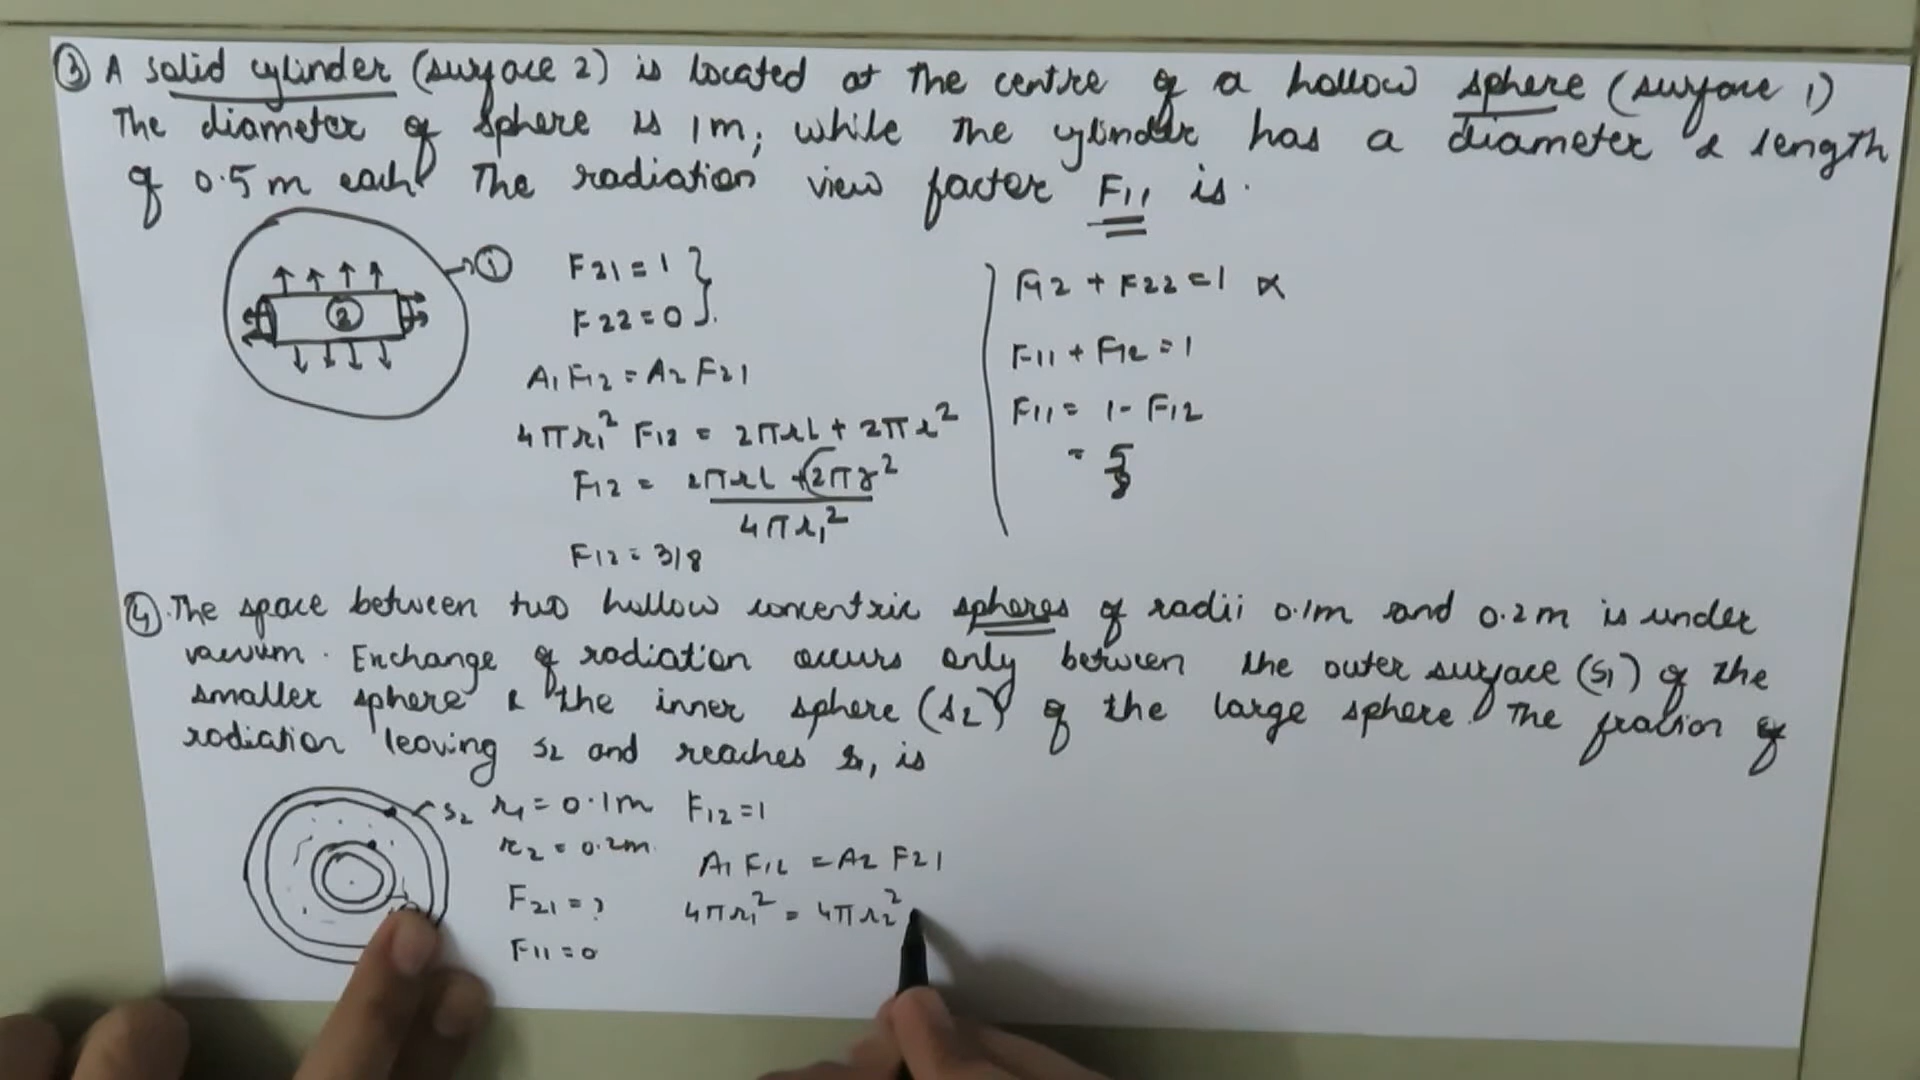 ③ A solid cylinder (surface 2) is located at the centre of a hollow sphere (surface 1)
The diameter of sphere is 1m, while the cylinder has a diameter & length
of 0.5m each. The radiation view factor F11 is.
①
②
F21 = 1
F22 = 0
A1 F12 = A2 F21
4πr₁² F12 = 2πrl + 2πr²
F12 = 2πrl + 2πr²
4πr₁²
F12 = 3/8
F12 + F22 = 1 ×
F11 + F12 = 1
F11 = 1 - F12
= 5/8
④. The space between two hollow concentric spheres of radii 0.1m and 0.2m is under
vacuum. Exchange of radiation occurs only between the outer surface (S1) of the
smaller sphere & the inner sphere (S2) of the large sphere. The fraction of
radiation leaving S2 and reaches S1, is
S2
r1 = 0.1m F12 = 1
r2 = 0.2m.
A1 F12 = A2 F21
F21 = ?
4πr₁² = 4πr₂²
F11 = 0